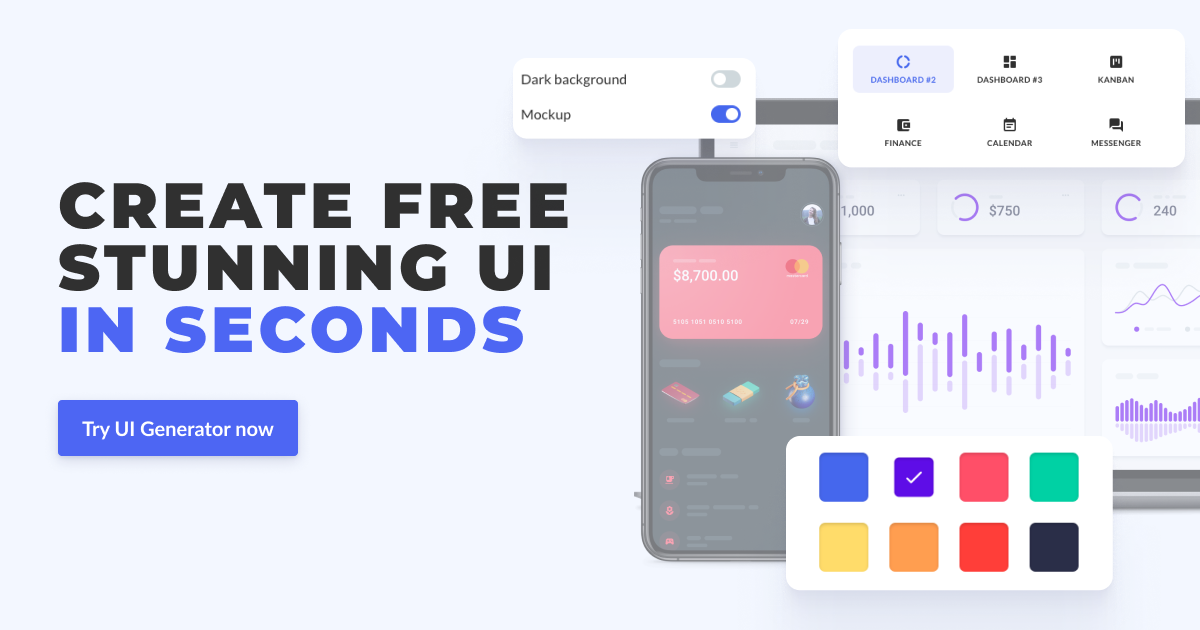 Dark background
Mockup
DASHBOARD #2
DASHBOARD #3
KANBAN
FINANCE
CALENDAR
MESSENGER
CREATE FREE
STUNNING UI
IN SECONDS
Try UI Generator now
$8,700.00
5105 1051 0510 5100
07/29
1,000
$750
240